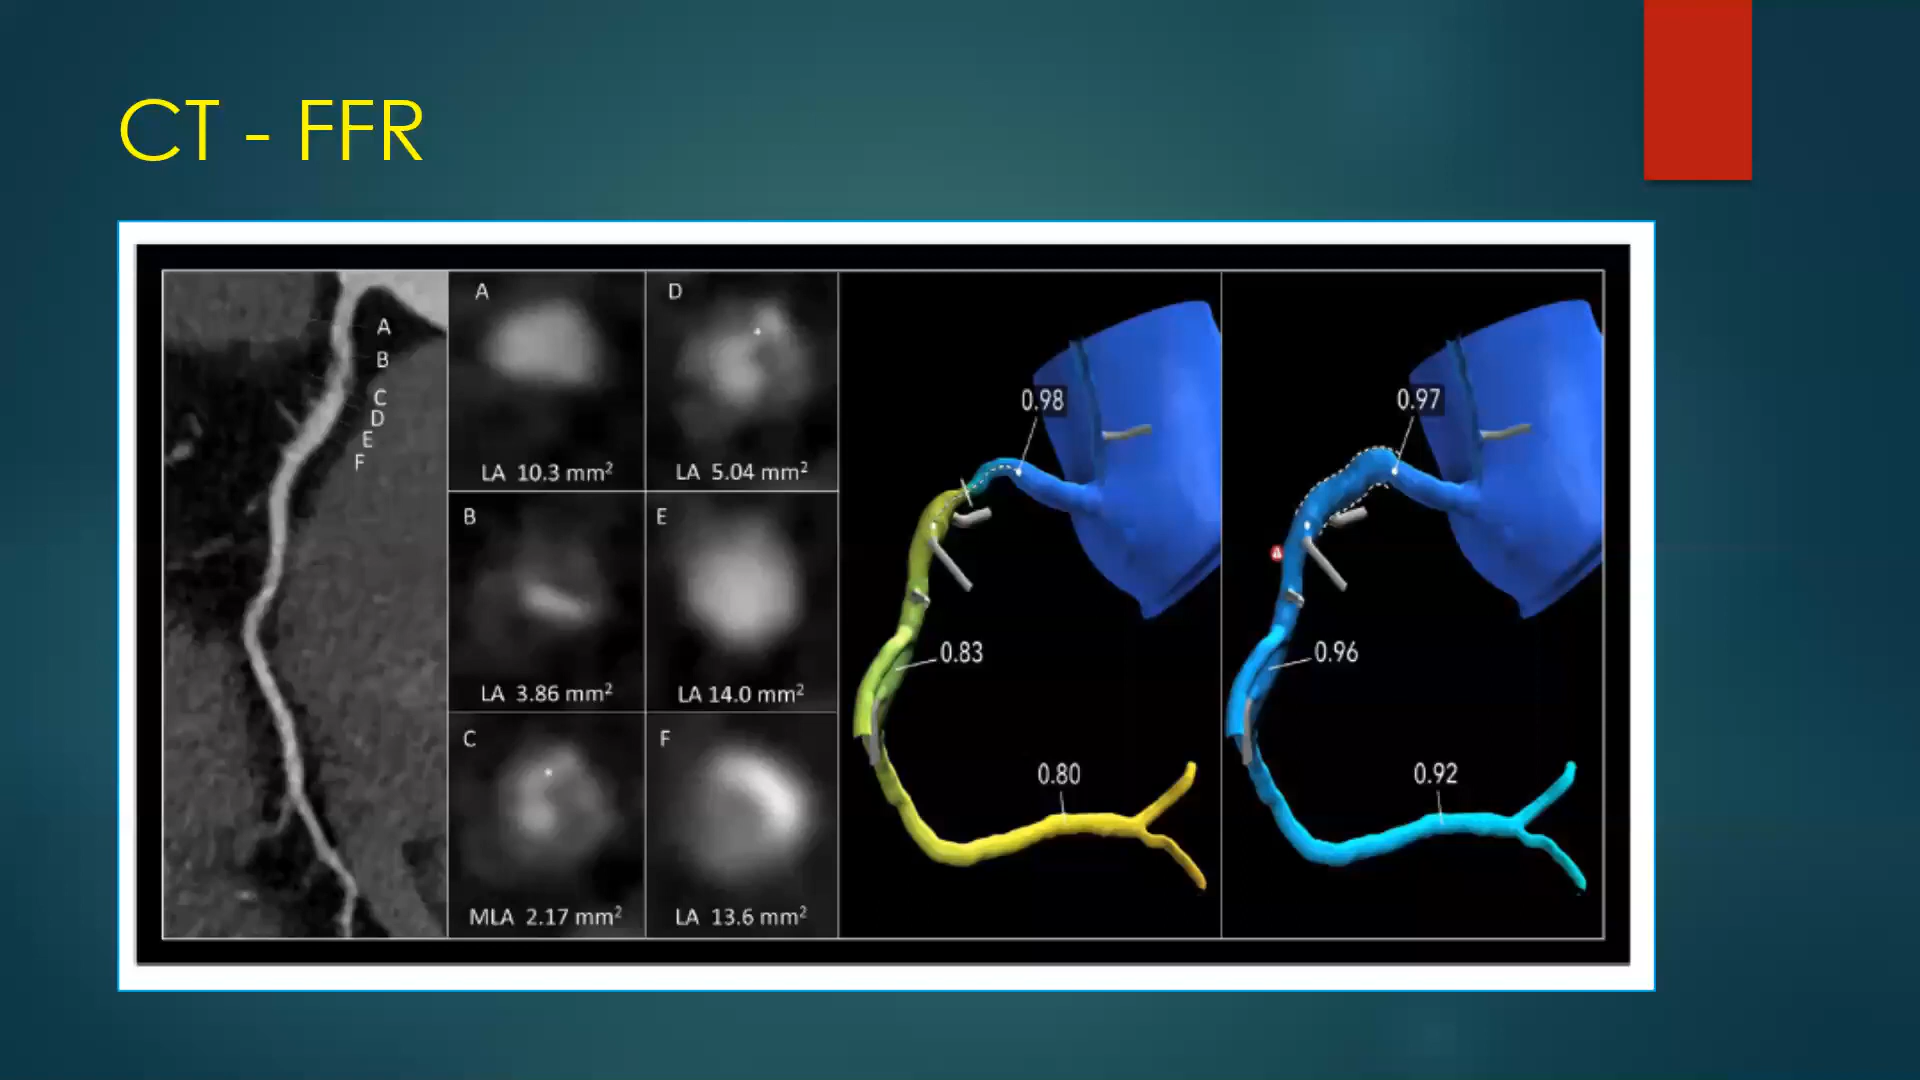 CT - FFR
A
B
C
D
E
F
A
LA 10.3 mm²
B
LA 3.86 mm²
C
MLA 2.17 mm²
D
LA 5.04 mm²
E
LA 14.0 mm²
F
LA 13.6 mm²
0.98
0.83
0.80
0.97
0.96
0.92